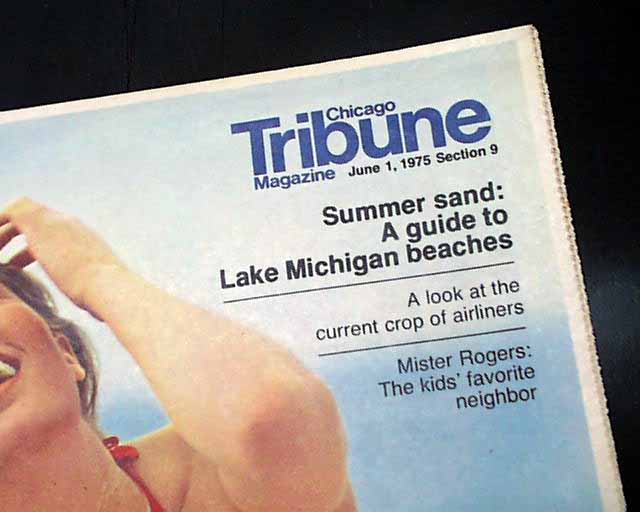 Chicago
Tribune
Magazine June 1, 1975 Section 9
Summer sand:
A guide to
Lake Michigan beaches
A look at the
current crop of airliners
Mister Rogers:
The kids' favorite
neighbor